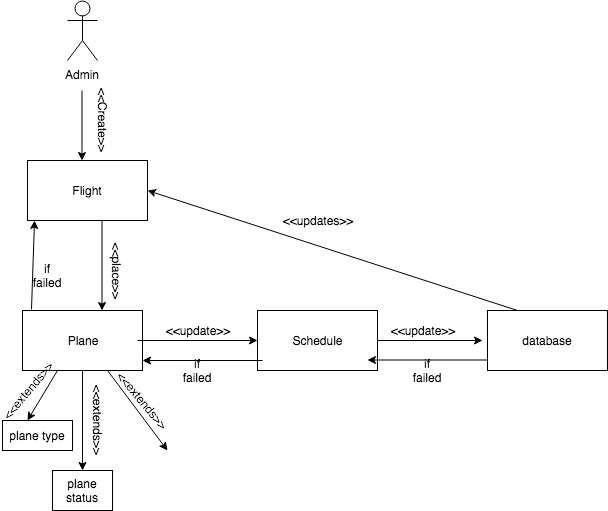 Admin
<<Create>>
Flight
<<updates>>
<<place>>
if
failed
Plane
<<update>>
Schedule
<<update>>
database
if
failed
if
failed
<<extends>>
<<extends>>
<<extends>>
plane type
plane
status